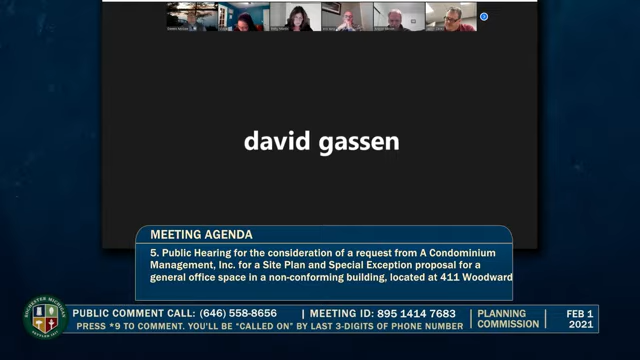 david gassen
MEETING AGENDA
5. Public Hearing for the consideration of a request from A Condominium
Management, Inc. for a Site Plan and Special Exception proposal for a
general office space in a non-conforming building, located at 411 Woodward
PUBLIC COMMENT CALL: (646) 558-8656 | MEETING ID: 895 1414 7683
PRESS *9 TO COMMENT. YOU'LL BE "CALLED ON" BY LAST 3-DIGITS OF PHONE NUMBER
PLANNING
COMMISSION
FEB 1
2021
ROCHESTER MICHIGAN